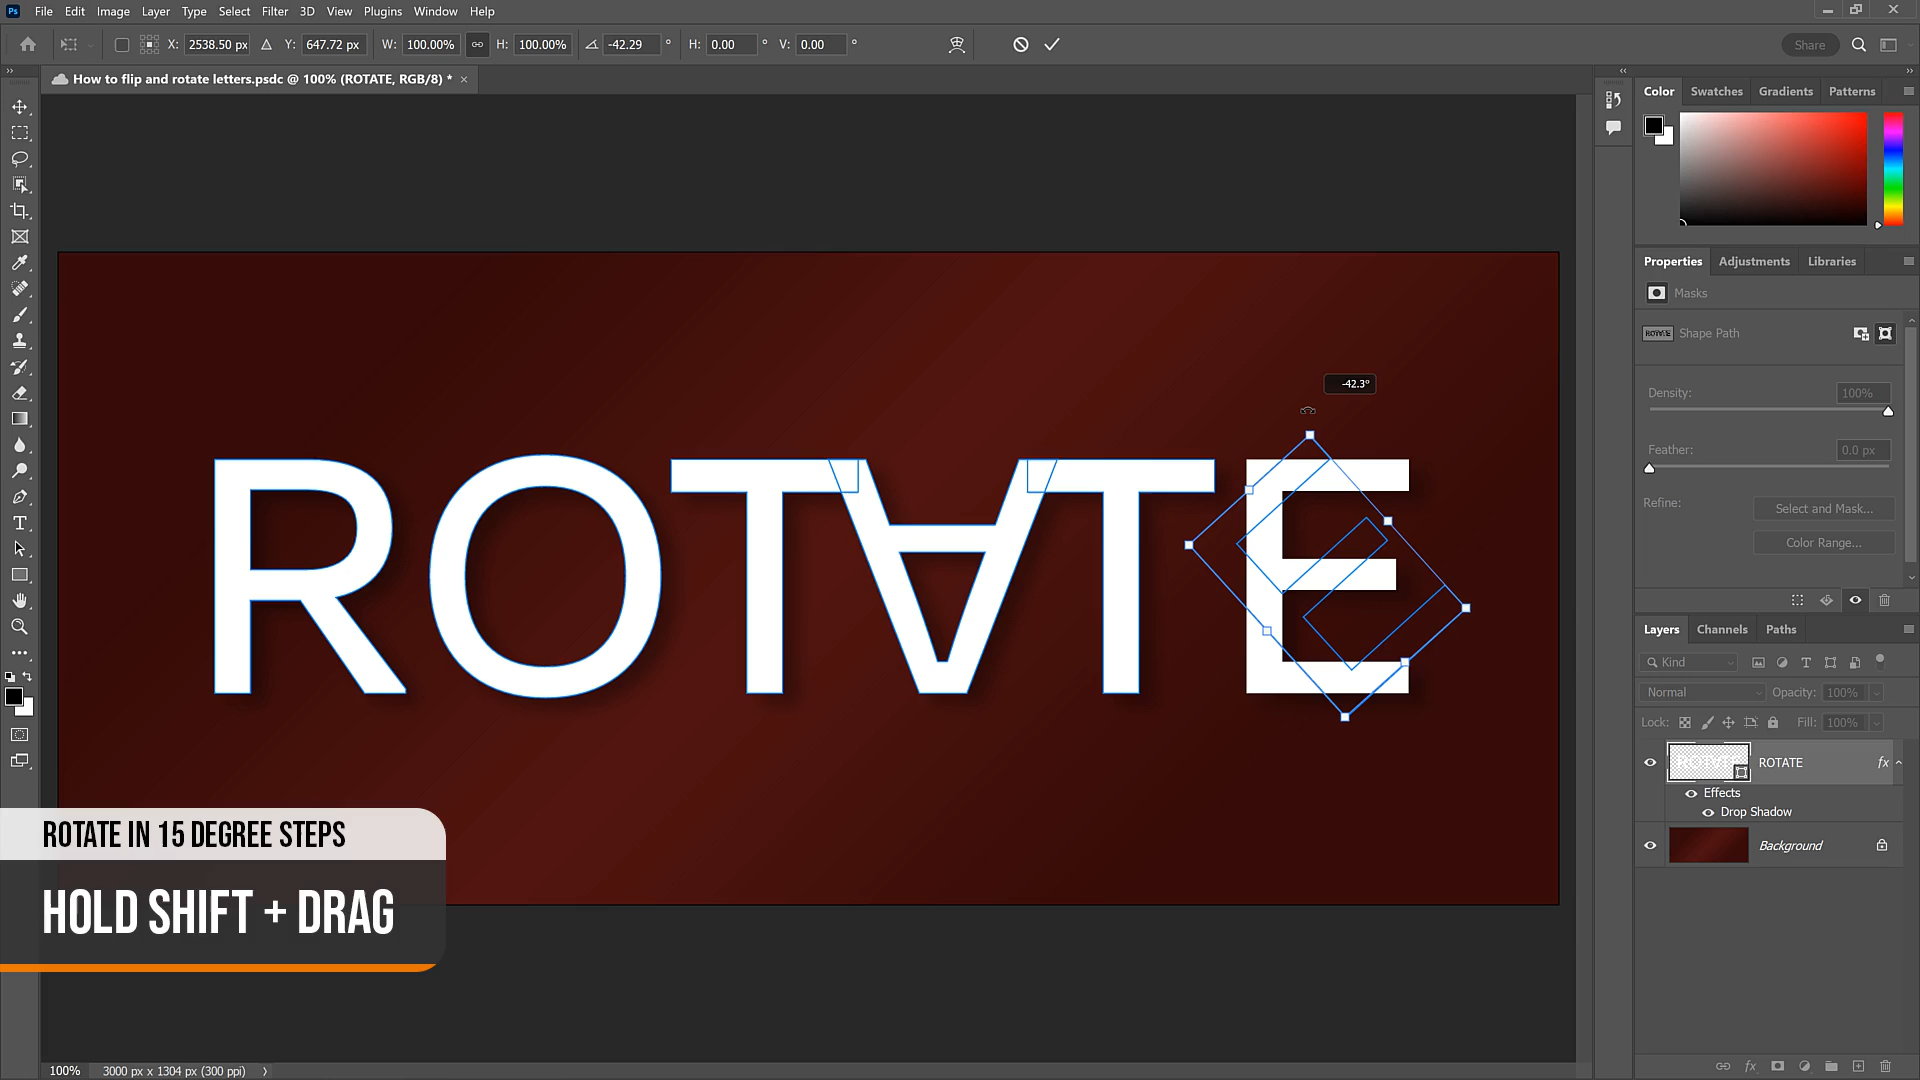 Ps File Edit Image Layer Type Select Filter 3D View Plugins Window Help
X: 2538.50 px Y: 647.72 px W: 100.00% H: 100.00% -42.29 ° H: 0.00 ° V: 0.00 ° Share
How to flip and rotate letters.psdc @ 100% (ROTATE, RGB/8) * ×
Color Swatches Gradients Patterns
Properties Adjustments Libraries
Masks
ROTATE Shape Path
-42.3°
Density: 100%
Feather: 0.0 px
Refine: Select and Mask...
Color Range...
ROTATE
Layers Channels Paths
Kind
Normal Opacity: 100%
Lock: Fill: 100%
ROTATE fx
Effects
Drop Shadow
Background
ROTATE IN 15 DEGREE STEPS
HOLD SHIFT + DRAG
100% 3000 px x 1304 px (300 ppi)
fx